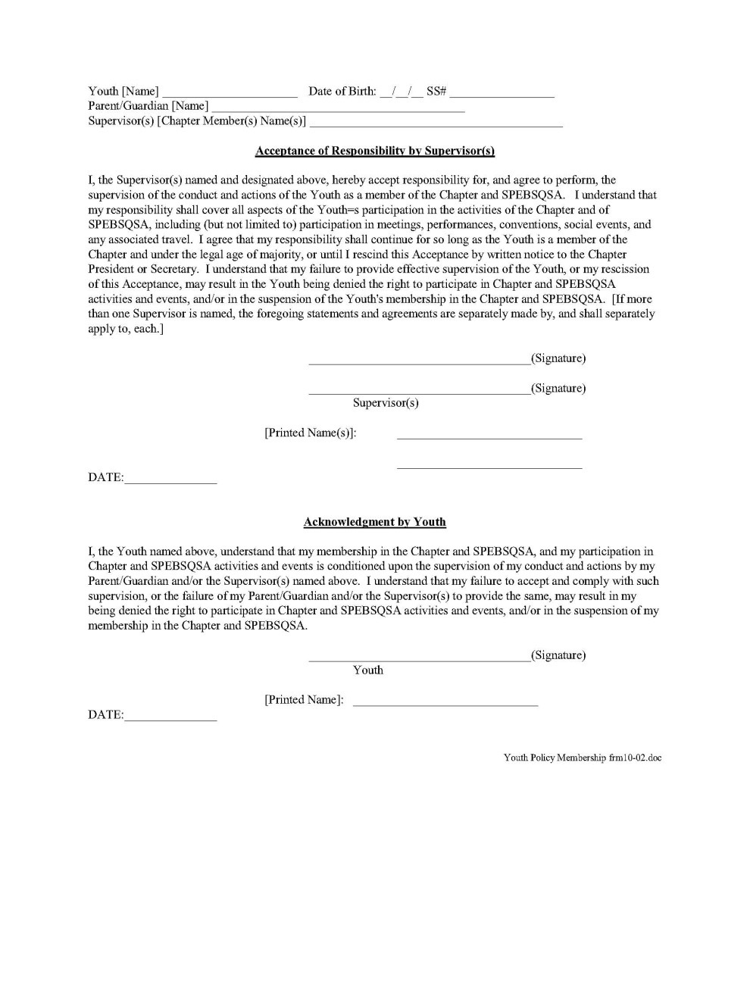 Youth [Name] ______________________ Date of Birth: __/__/__ SS# _________________
Parent/Guardian [Name] _________________________________________
Supervisor(s) [Chapter Member(s) Name(s)] _________________________________________
Acceptance of Responsibility by Supervisor(s)
I, the Supervisor(s) named and designated above, hereby accept responsibility for, and agree to perform, the
supervision of the conduct and actions of the Youth as a member of the Chapter and SPEBSQSA. I understand that
my responsibility shall cover all aspects of the Youth=s participation in the activities of the Chapter and of
SPEBSQSA, including (but not limited to) participation in meetings, performances, conventions, social events, and
any associated travel. I agree that my responsibility shall continue for so long as the Youth is a member of the
Chapter and under the legal age of majority, or until I rescind this Acceptance by written notice to the Chapter
President or Secretary. I understand that my failure to provide effective supervision of the Youth, or my rescission
of this Acceptance, may result in the Youth being denied the right to participate in Chapter and SPEBSQSA
activities and events, and/or in the suspension of the Youth's membership in the Chapter and SPEBSQSA. [If more
than one Supervisor is named, the foregoing statements and agreements are separately made by, and shall separately
apply to, each.]
____________________________________(Signature)
____________________________________(Signature)
Supervisor(s)
[Printed Name(s)]: ______________________________
______________________________
DATE:_______________
Acknowledgment by Youth
I, the Youth named above, understand that my membership in the Chapter and SPEBSQSA, and my participation in
Chapter and SPEBSQSA activities and events is conditioned upon the supervision of my conduct and actions by my
Parent/Guardian and/or the Supervisor(s) named above. I understand that my failure to accept and comply with such
supervision, or the failure of my Parent/Guardian and/or the Supervisor(s) to provide the same, may result in my
being denied the right to participate in Chapter and SPEBSQSA activities and events, and/or in the suspension of my
membership in the Chapter and SPEBSQSA.
____________________________________(Signature)
Youth
[Printed Name]: ______________________________
DATE:_______________
Youth Policy Membership frm10-02.doc